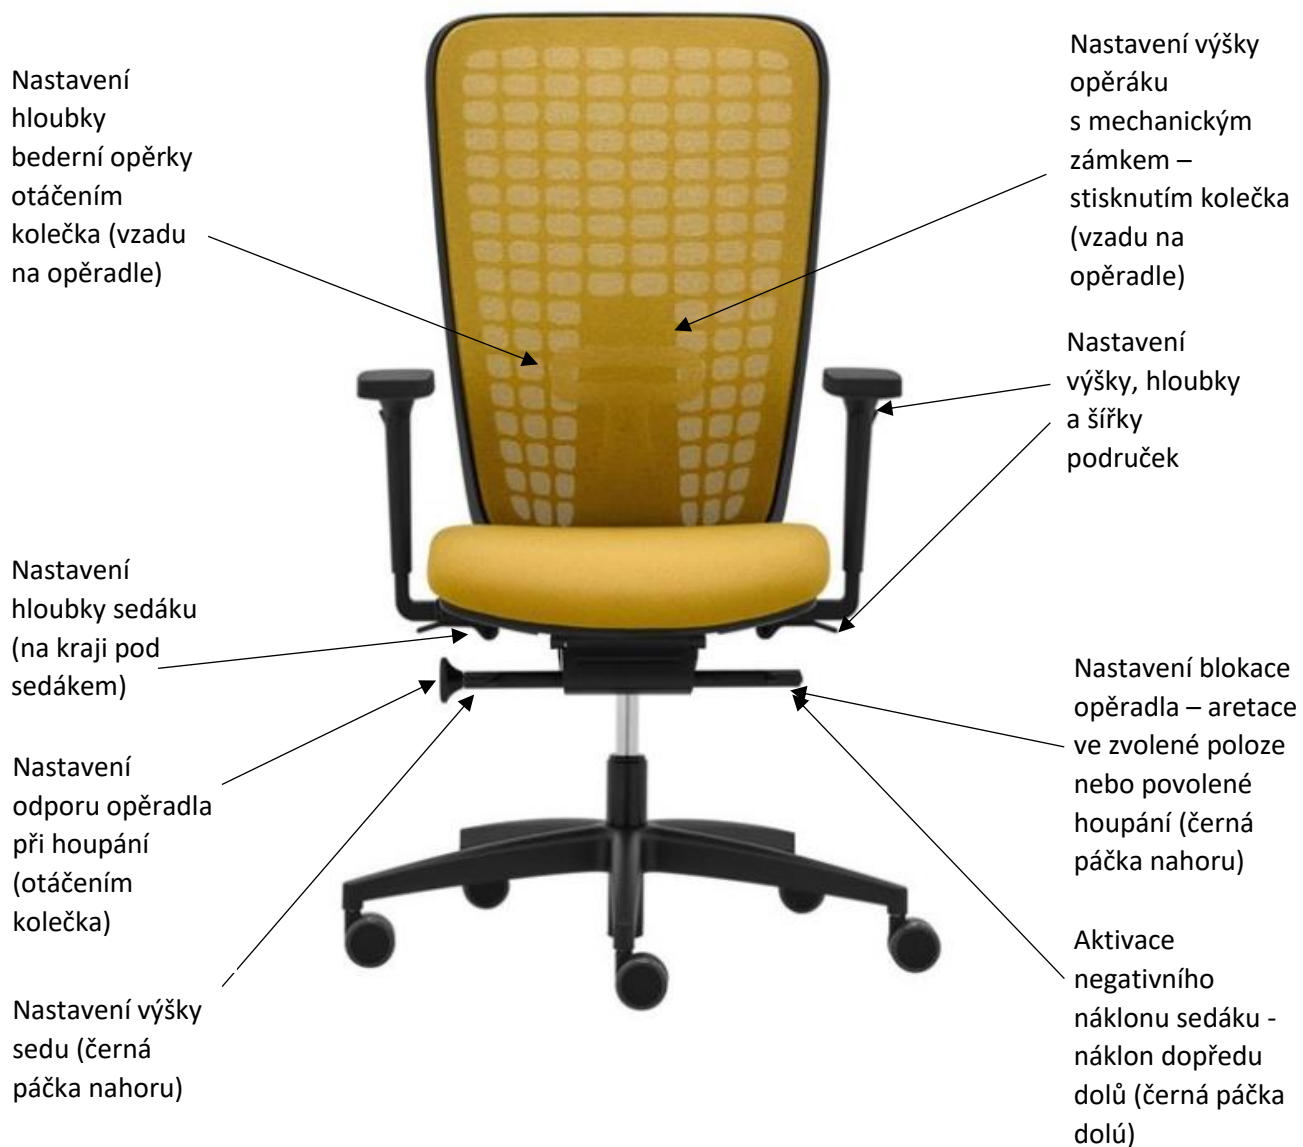 Nastavení
hloubky
bederní opěrky
otáčením
kolečka (vzadu
na opěradle)
Nastavení
hloubky sedáku
(na kraji pod
sedákem)
Nastavení
odporu opěradla
při houpání
(otáčením
kolečka)
Nastavení výšky
sedu (černá
páčka nahoru)
Nastavení výšky
opěráku
s mechanickým
zámkem –
stisknutím kolečka
(vzadu na
opěradle)
Nastavení
výšky, hloubky
a šířky
područek
Nastavení blokace
opěradla – aretace
ve zvolené poloze
nebo povolené
houpání (černá
páčka nahoru)
Aktivace
negativního
náklonu sedáku -
náklon dopředu
dolů (černá páčka
dolú)